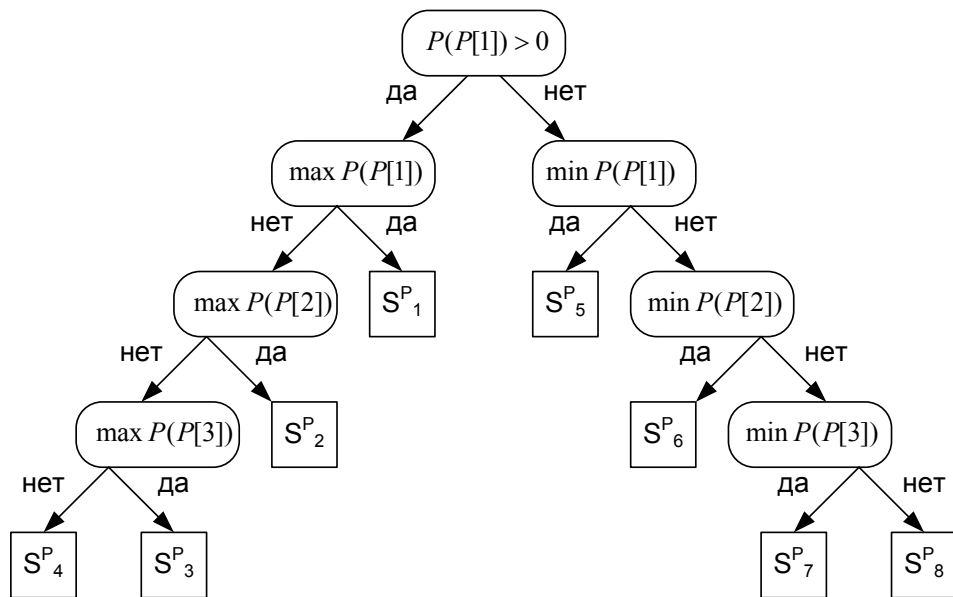 P(P[1]) > 0
да нет
max P(P[1]) min P(P[1])
нет да да нет
max P(P[2]) S^P_1 S^P_5 min P(P[2])
нет да да нет
max P(P[3]) S^P_2 S^P_6 min P(P[3])
нет да да нет
S^P_4 S^P_3 S^P_7 S^P_8